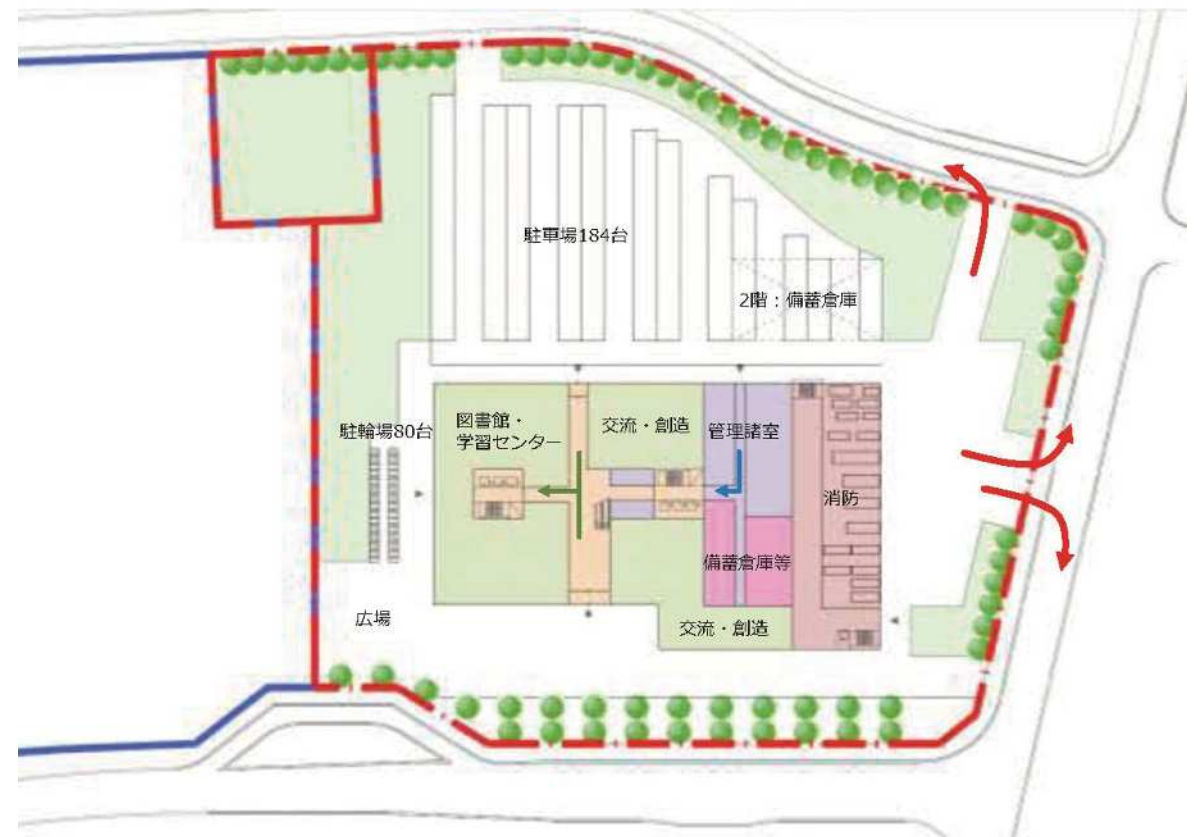 駐車場184台
2階：備蓄倉庫
駐輪場80台
図書館・
学習センター
交流・創造
管理諸室
消防
備蓄倉庫等
広場
交流・創造